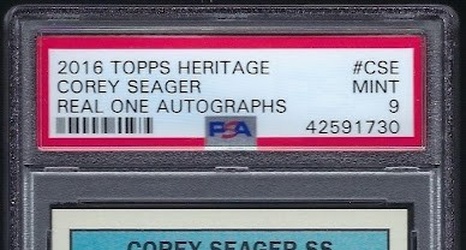 2016 TOPPS HERITAGE #CSE
COREY SEAGER MINT
REAL ONE AUTOGRAPHS 9
PSA 42591730
COREY SEAGER SS